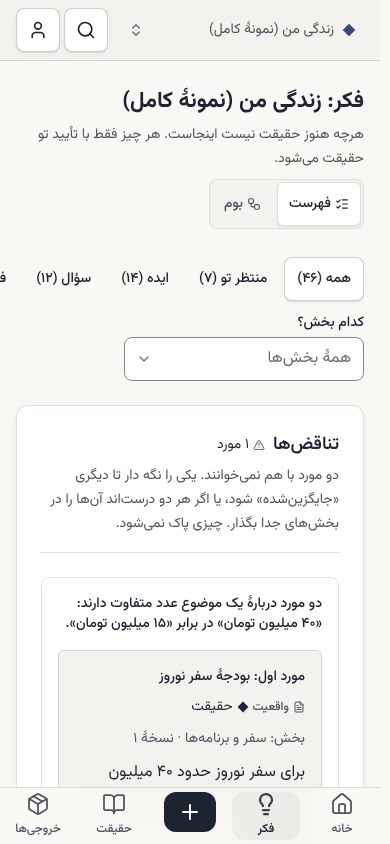 زندگی من (نمونهٔ کامل)
فکر: زندگی من (نمونهٔ کامل)
هرچه هنوز حقیقت نیست اینجاست. هر چیز فقط با تأیید تو
حقیقت می‌شود.
فهرست
بوم
همه (۴۶)
منتظر تو (۷)
ایده (۱۴)
سؤال (۱۲)
کدام بخش؟
همهٔ بخش‌ها
تناقض‌ها
۱ مورد
دو مورد با هم نمی‌خوانند. یکی را نگه دار تا دیگری
«جایگزین‌شده» شود، یا اگر هر دو درست‌اند آن‌ها را در
بخش‌های جدا بگذار. چیزی پاک نمی‌شود.
دو مورد دربارهٔ یک موضوع عدد متفاوت دارند:
«۴۰ میلیون تومان» در برابر «۱۵ میلیون تومان».
مورد اول: بودجهٔ سفر نوروز
واقعیت
حقیقت
بخش: سفر و برنامه‌ها · نسخهٔ ۱
برای سفر نوروز حدود ۴۰ میلیون
خانه
فکر
حقیقت
خروجی‌ها